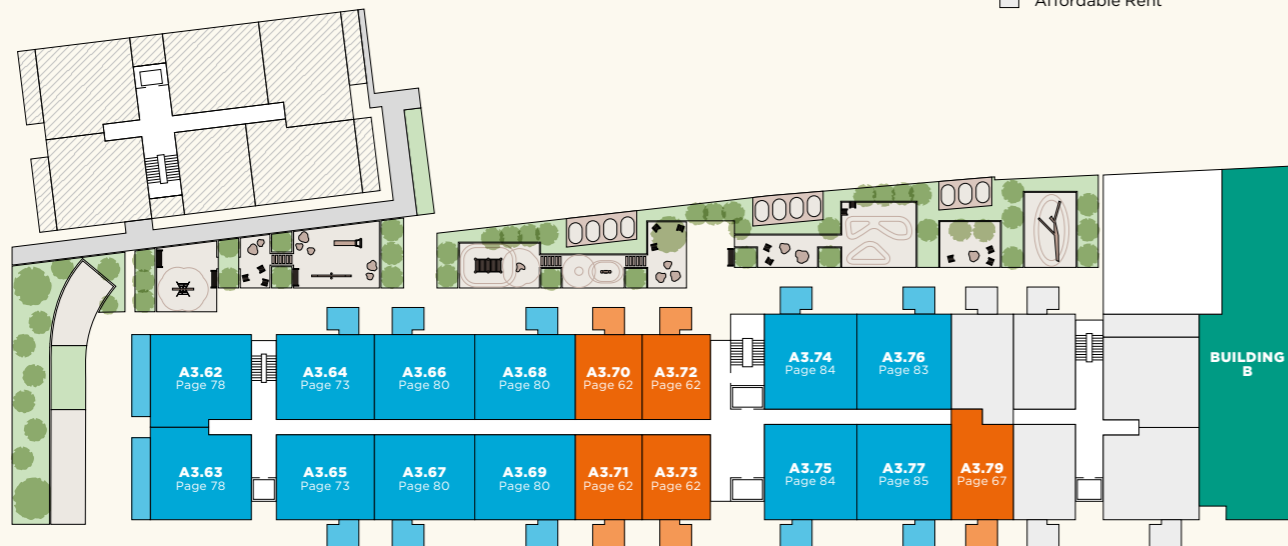 Affordable Rent
A3.62
Page 78
A3.64
Page 73
A3.66
Page 80
A3.68
Page 80
A3.70
Page 62
A3.72
Page 62
A3.74
Page 84
A3.76
Page 83
BUILDING
B
A3.63
Page 78
A3.65
Page 73
A3.67
Page 80
A3.69
Page 80
A3.71
Page 62
A3.73
Page 62
A3.75
Page 84
A3.77
Page 85
A3.79
Page 67